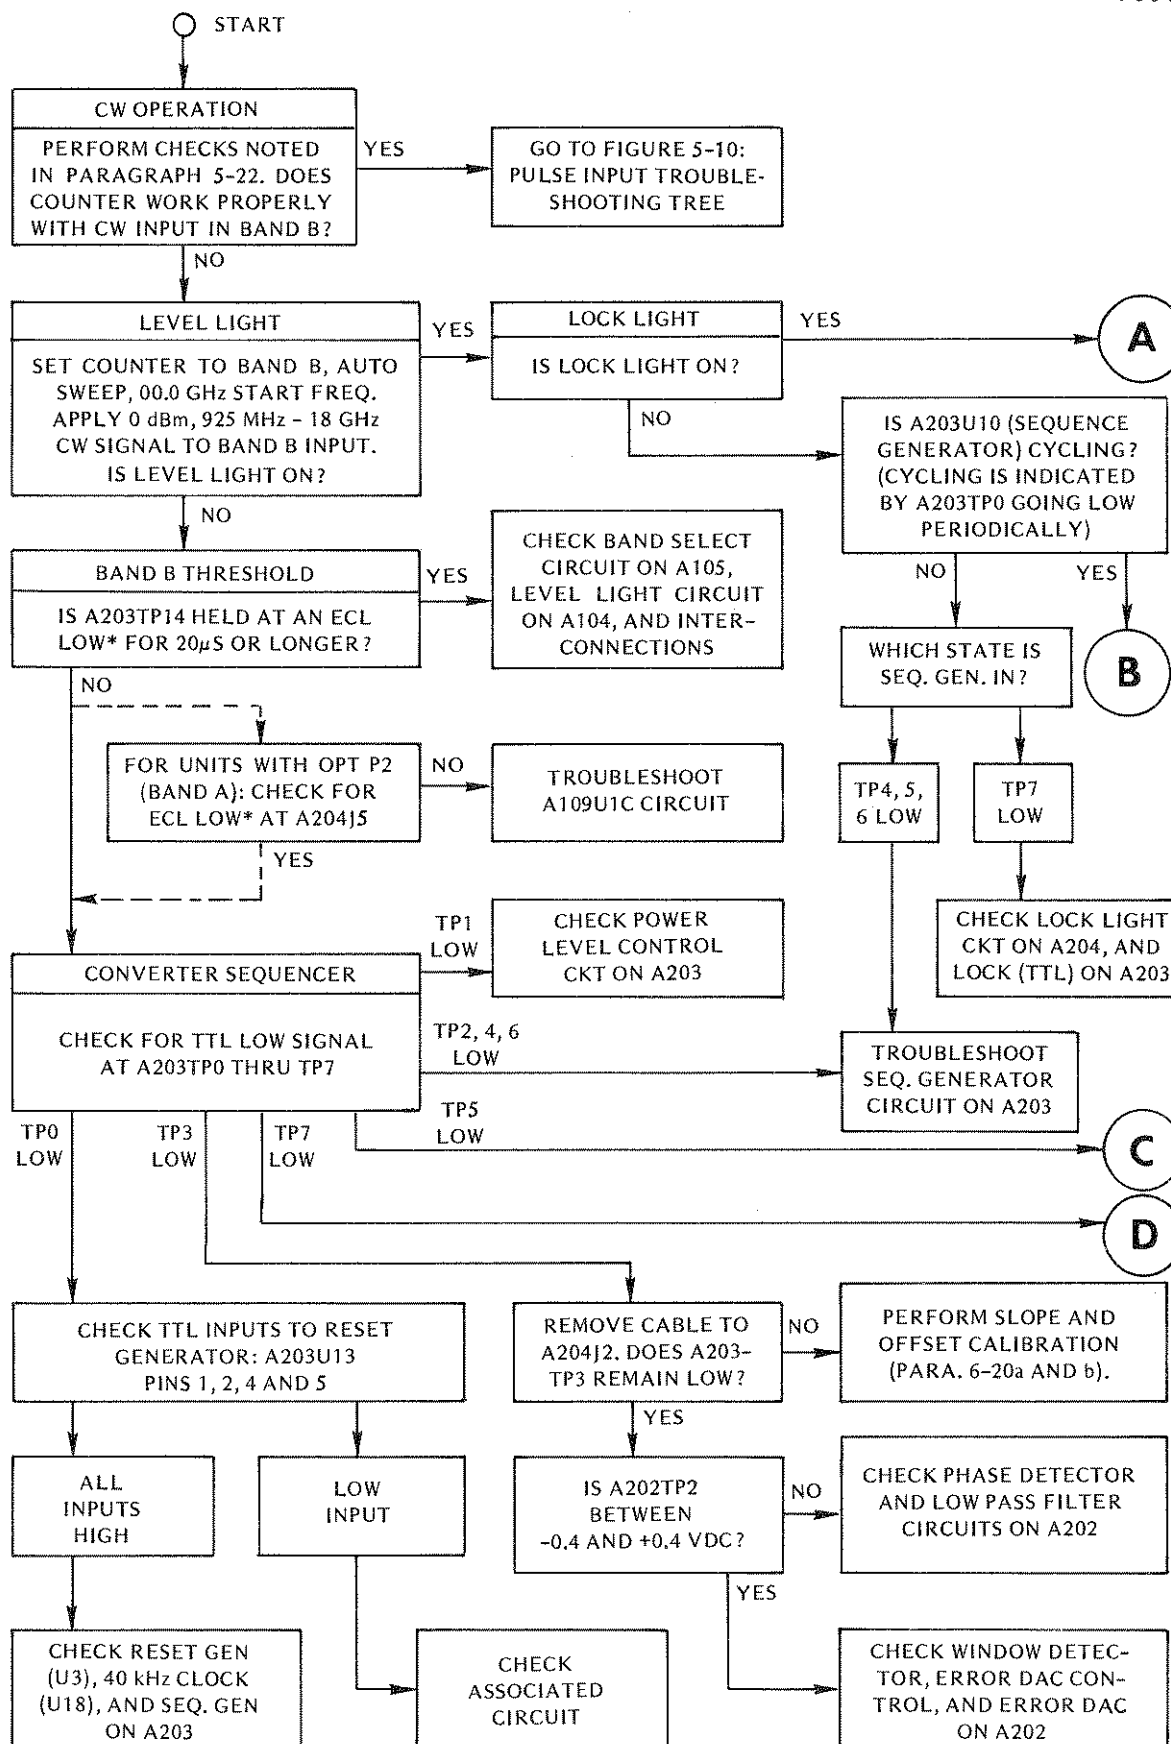 START
CW OPERATION
PERFORM CHECKS NOTED
IN PARAGRAPH 5-22. DOES
COUNTER WORK PROPERLY
WITH CW INPUT IN BAND B?
YES
GO TO FIGURE 5-10:
PULSE INPUT TROUBLE-
SHOOTING TREE
NO
LEVEL LIGHT
SET COUNTER TO BAND B, AUTO
SWEEP, 00.0 GHz START FREQ.
APPLY 0 dBm, 925 MHz - 18 GHz
CW SIGNAL TO BAND B INPUT.
IS LEVEL LIGHT ON?
YES
LOCK LIGHT
IS LOCK LIGHT ON?
YES
A
NO
IS A203U10 (SEQUENCE
GENERATOR) CYCLING?
(CYCLING IS INDICATED
BY A203TP0 GOING LOW
PERIODICALLY)
NO
YES
B
WHICH STATE IS
SEQ. GEN. IN?
TP4, 5,
6 LOW
TP7
LOW
CHECK LOCK LIGHT
CKT ON A204, AND
LOCK (TTL) ON A203
NO
BAND B THRESHOLD
IS A203TP14 HELD AT AN ECL
LOW* FOR 20µS OR LONGER?
YES
CHECK BAND SELECT
CIRCUIT ON A105,
LEVEL LIGHT CIRCUIT
ON A104, AND INTER-
CONNECTIONS
NO
FOR UNITS WITH OPT P2
(BAND A): CHECK FOR
ECL LOW* AT A204J5
NO
TROUBLESHOOT
A109U1C CIRCUIT
YES
CONVERTER SEQUENCER
CHECK FOR TTL LOW SIGNAL
AT A203TP0 THRU TP7
TP1
LOW
CHECK POWER
LEVEL CONTROL
CKT ON A203
TP2, 4, 6
LOW
TROUBLESHOOT
SEQ. GENERATOR
CIRCUIT ON A203
TP5
LOW
C
TP7
LOW
D
TP0
LOW
TP3
LOW
CHECK TTL INPUTS TO RESET
GENERATOR: A203U13
PINS 1, 2, 4 AND 5
ALL
INPUTS
HIGH
LOW
INPUT
CHECK RESET GEN
(U3), 40 kHz CLOCK
(U18), AND SEQ. GEN
ON A203
CHECK
ASSOCIATED
CIRCUIT
REMOVE CABLE TO
A204J2. DOES A203-
TP3 REMAIN LOW?
NO
PERFORM SLOPE AND
OFFSET CALIBRATION
(PARA. 6-20a AND b).
YES
IS A202TP2
BETWEEN
-0.4 AND +0.4 VDC?
NO
CHECK PHASE DETECTOR
AND LOW PASS FILTER
CIRCUITS ON A202
YES
CHECK WINDOW DETEC-
TOR, ERROR DAC CON-
TROL, AND ERROR DAC
ON A202